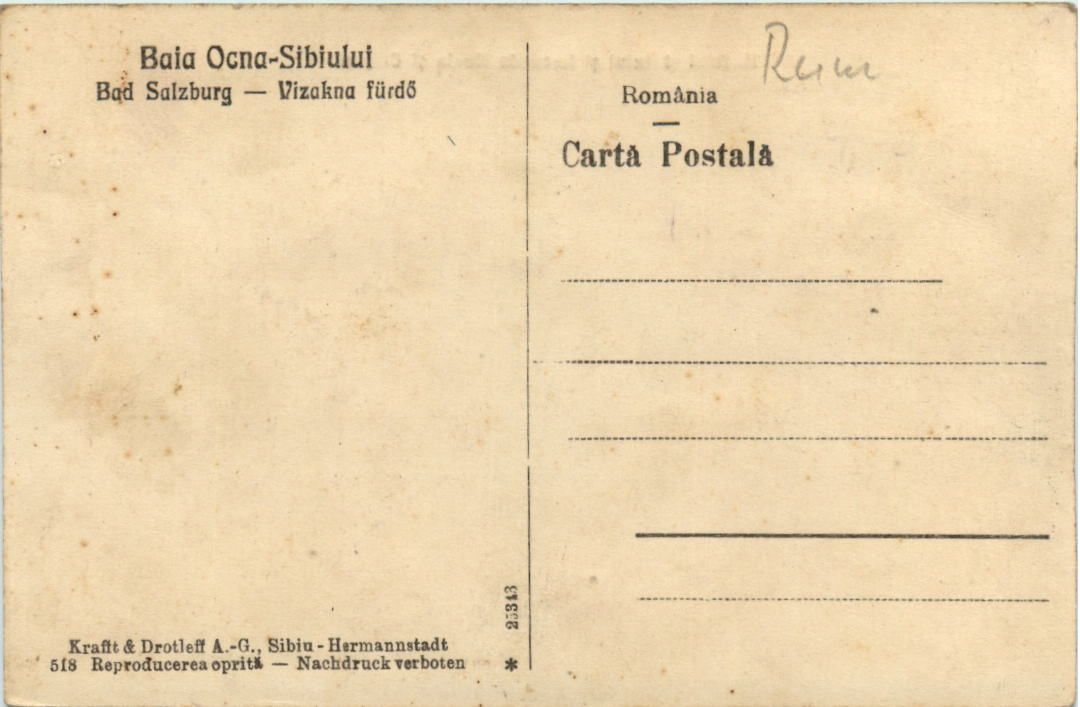 Baia Ocna-Sibiului
Bad Salzburg — Vizakna fürdő
România
Cartă Postală
25343
Krafft & Drotleff A.-G., Sibiu - Hermannstadt
518 Reproducerea oprită — Nachdruck verboten *